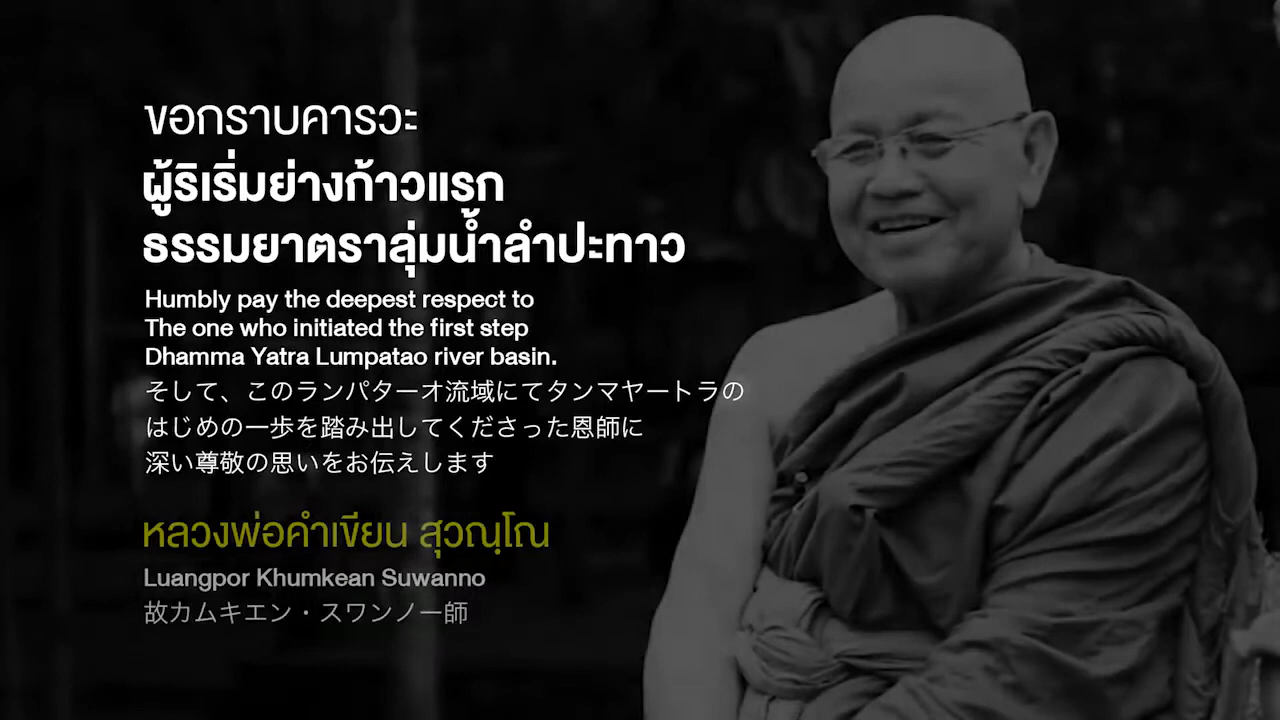 ขอกราบคารวะ
ผู้ริเริ่มย่างก้าวแรก
ธรรมยาตราลุ่มน้ำลำปะทาว
Humbly pay the deepest respect to
The one who initiated the first step
Dhamma Yatra Lumpatao river basin.
そして、このランパターオ流域にてタンマヤートラの
はじめの一歩を踏み出してくださった恩師に
深い尊敬の思いをお伝えします
หลวงพ่อคำเขียน สุวณฺโณ
Luangpor Khumkean Suwanno
故カムキエン・スワンノー師